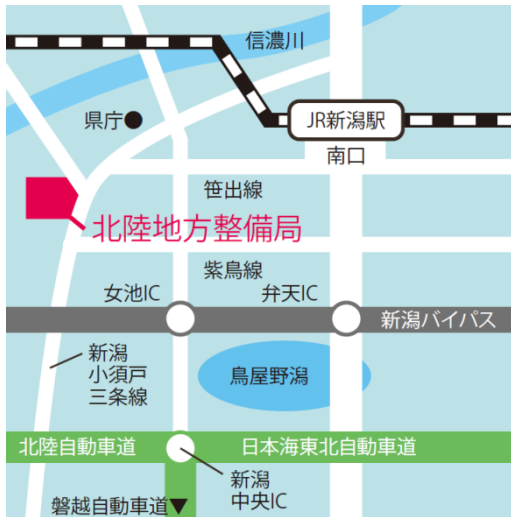 信濃川
県庁●
JR新潟駅
南口
笹出線
北陸地方整備局
紫鳥線
女池IC
弁天IC
新潟バイパス
新潟
小須戸
三条線
鳥屋野潟
北陸自動車道
日本海東北自動車道
新潟
中央IC
磐越自動車道▼